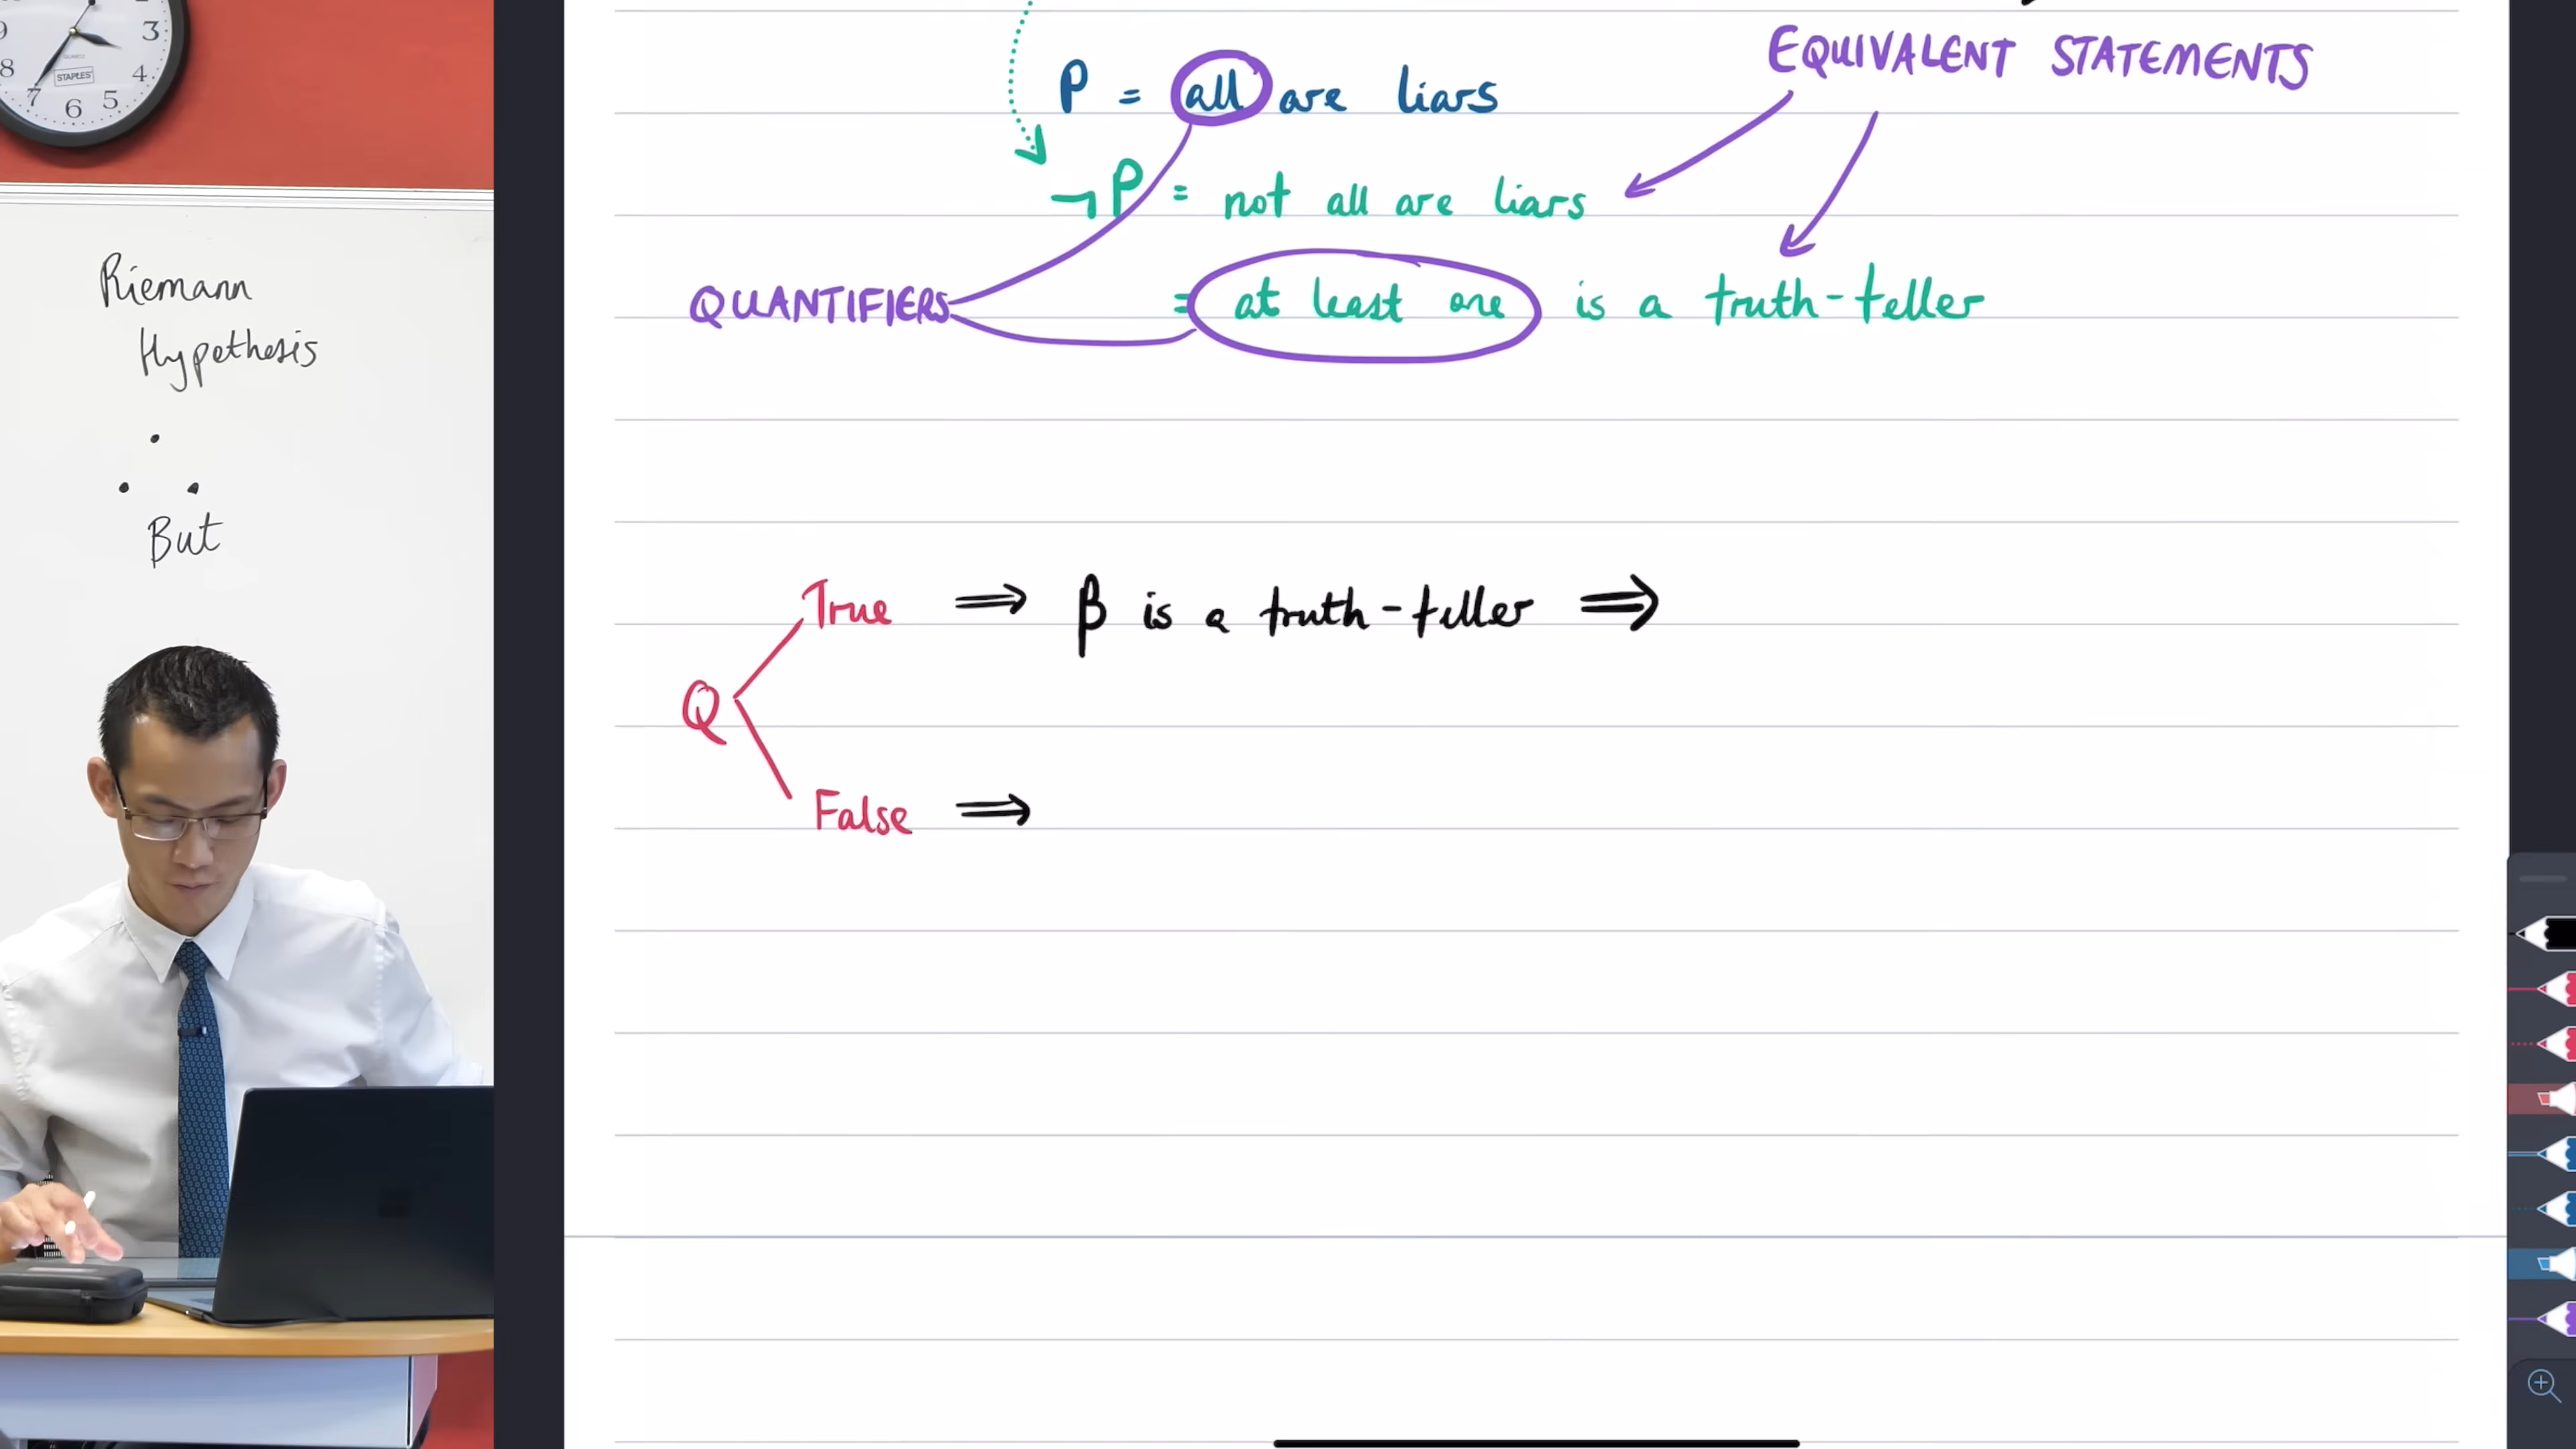 3
8
STAPLES
4
7
6
5
Riemann
Hypothesis
But
EQUIVALENT STATEMENTS
P = all are liars
¬P = not all are liars
QUANTIFIERS = at least one is a truth-teller
True ⇒ β is a truth-teller ⇒
Q
False ⇒